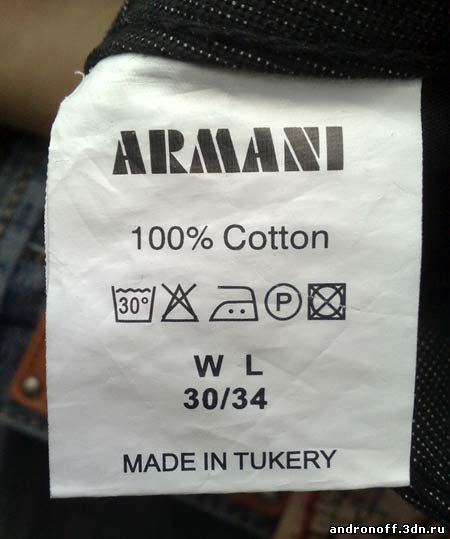 ARMANI
100% Cotton
30° P
W L
30/34
MADE IN TUKERY
andronoff.3dn.ru